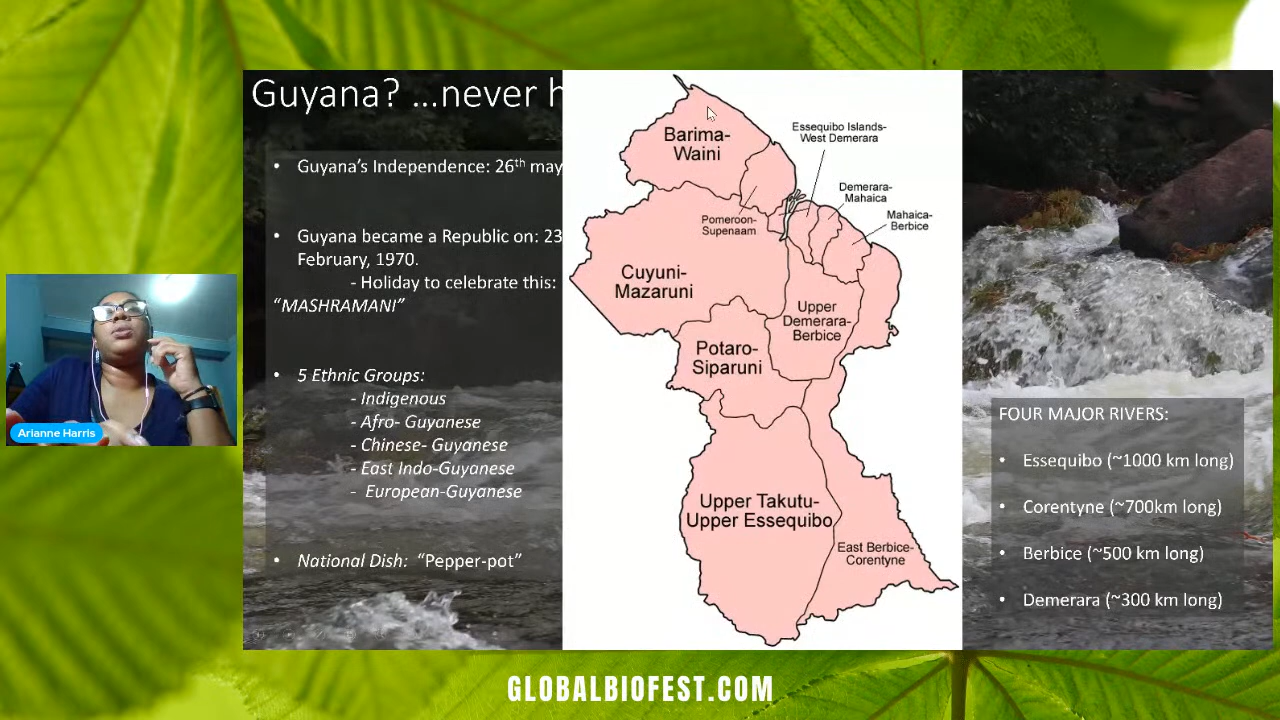 Guyana? ...never h
• Guyana's Independence: 26th may
• Guyana became a Republic on: 23
February, 1970.
- Holiday to celebrate this:
"MASHRAMANI"
• 5 Ethnic Groups:
- Indigenous
- Afro- Guyanese
- Chinese- Guyanese
- East Indo-Guyanese
- European-Guyanese
• National Dish: "Pepper-pot"
Barima-
Waini
Essequibo Islands-
West Demerara
Demerara-
Mahaica
Mahaica-
Berbice
Pomeroon-
Supenaam
Cuyuni-
Mazaruni
Upper
Demerara-
Berbice
Potaro-
Siparuni
Upper Takutu-
Upper Essequibo
East Berbice-
Corentyne
FOUR MAJOR RIVERS:
• Essequibo (~1000 km long)
• Corentyne (~700km long)
• Berbice (~500 km long)
• Demerara (~300 km long)
Arianne Harris
GLOBALBIOFEST.COM